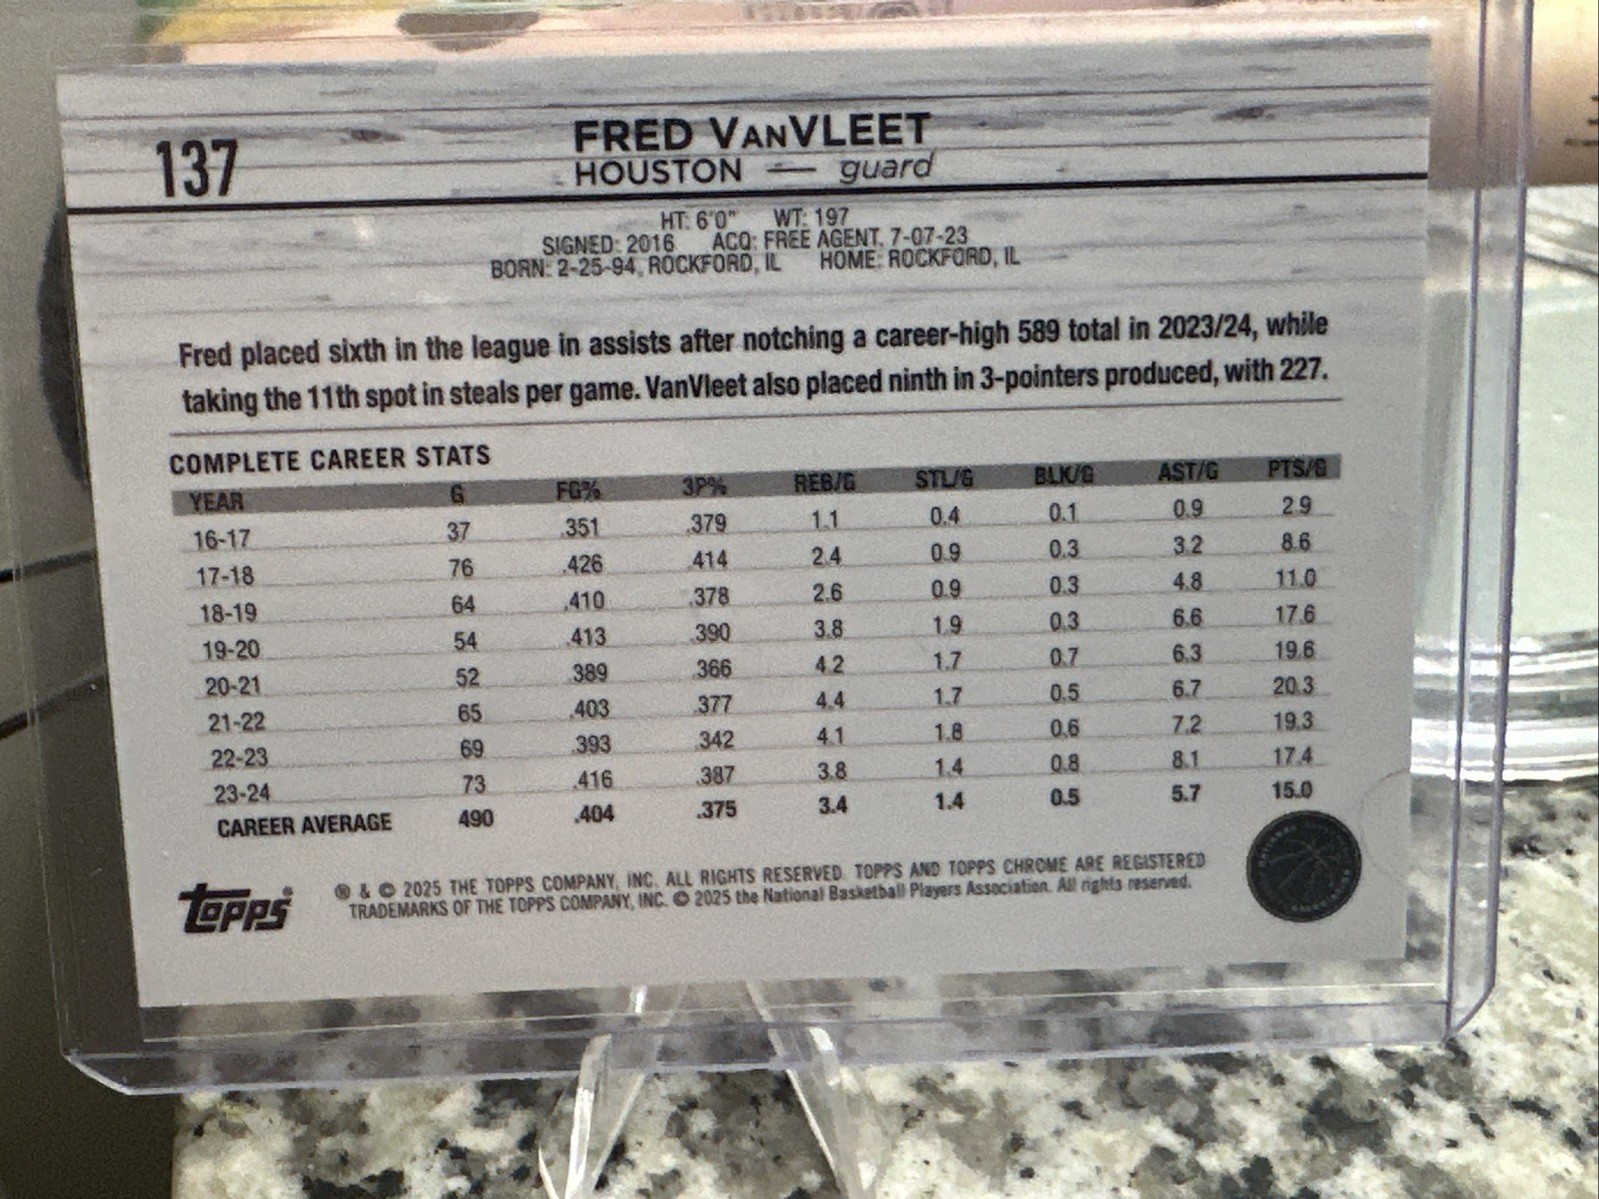 137
FRED VANVLEET
HOUSTON — guard
HT: 6'0" WT: 197
SIGNED: 2016 ACQ: FREE AGENT, 7-07-23
BORN: 2-25-94, ROCKFORD, IL HOME: ROCKFORD, IL
Fred placed sixth in the league in assists after notching a career-high 589 total in 2023/24, while
taking the 11th spot in steals per game. VanVleet also placed ninth in 3-pointers produced, with 227.
COMPLETE CAREER STATS
YEAR G FG% 3P% REB/G STL/G BLK/G AST/G PTS/G
16-17 37 .351 .379 1.1 0.4 0.1 0.9 2.9
17-18 76 .426 .414 2.4 0.9 0.3 3.2 8.6
18-19 64 .410 .378 2.6 0.9 0.3 4.8 11.0
19-20 54 .413 .390 3.8 1.9 0.3 6.6 17.6
20-21 52 .389 .366 4.2 1.7 0.7 6.3 19.6
21-22 65 .403 .377 4.4 1.7 0.5 6.7 20.3
22-23 69 .393 .342 4.1 1.8 0.6 7.2 19.3
23-24 73 .416 .387 3.8 1.4 0.8 8.1 17.4
CAREER AVERAGE 490 .404 .375 3.4 1.4 0.5 5.7 15.0
topps®
® & © 2025 THE TOPPS COMPANY, INC. ALL RIGHTS RESERVED. TOPPS AND TOPPS CHROME ARE REGISTERED
TRADEMARKS OF THE TOPPS COMPANY, INC. © 2025 the National Basketball Players Association. All rights reserved.